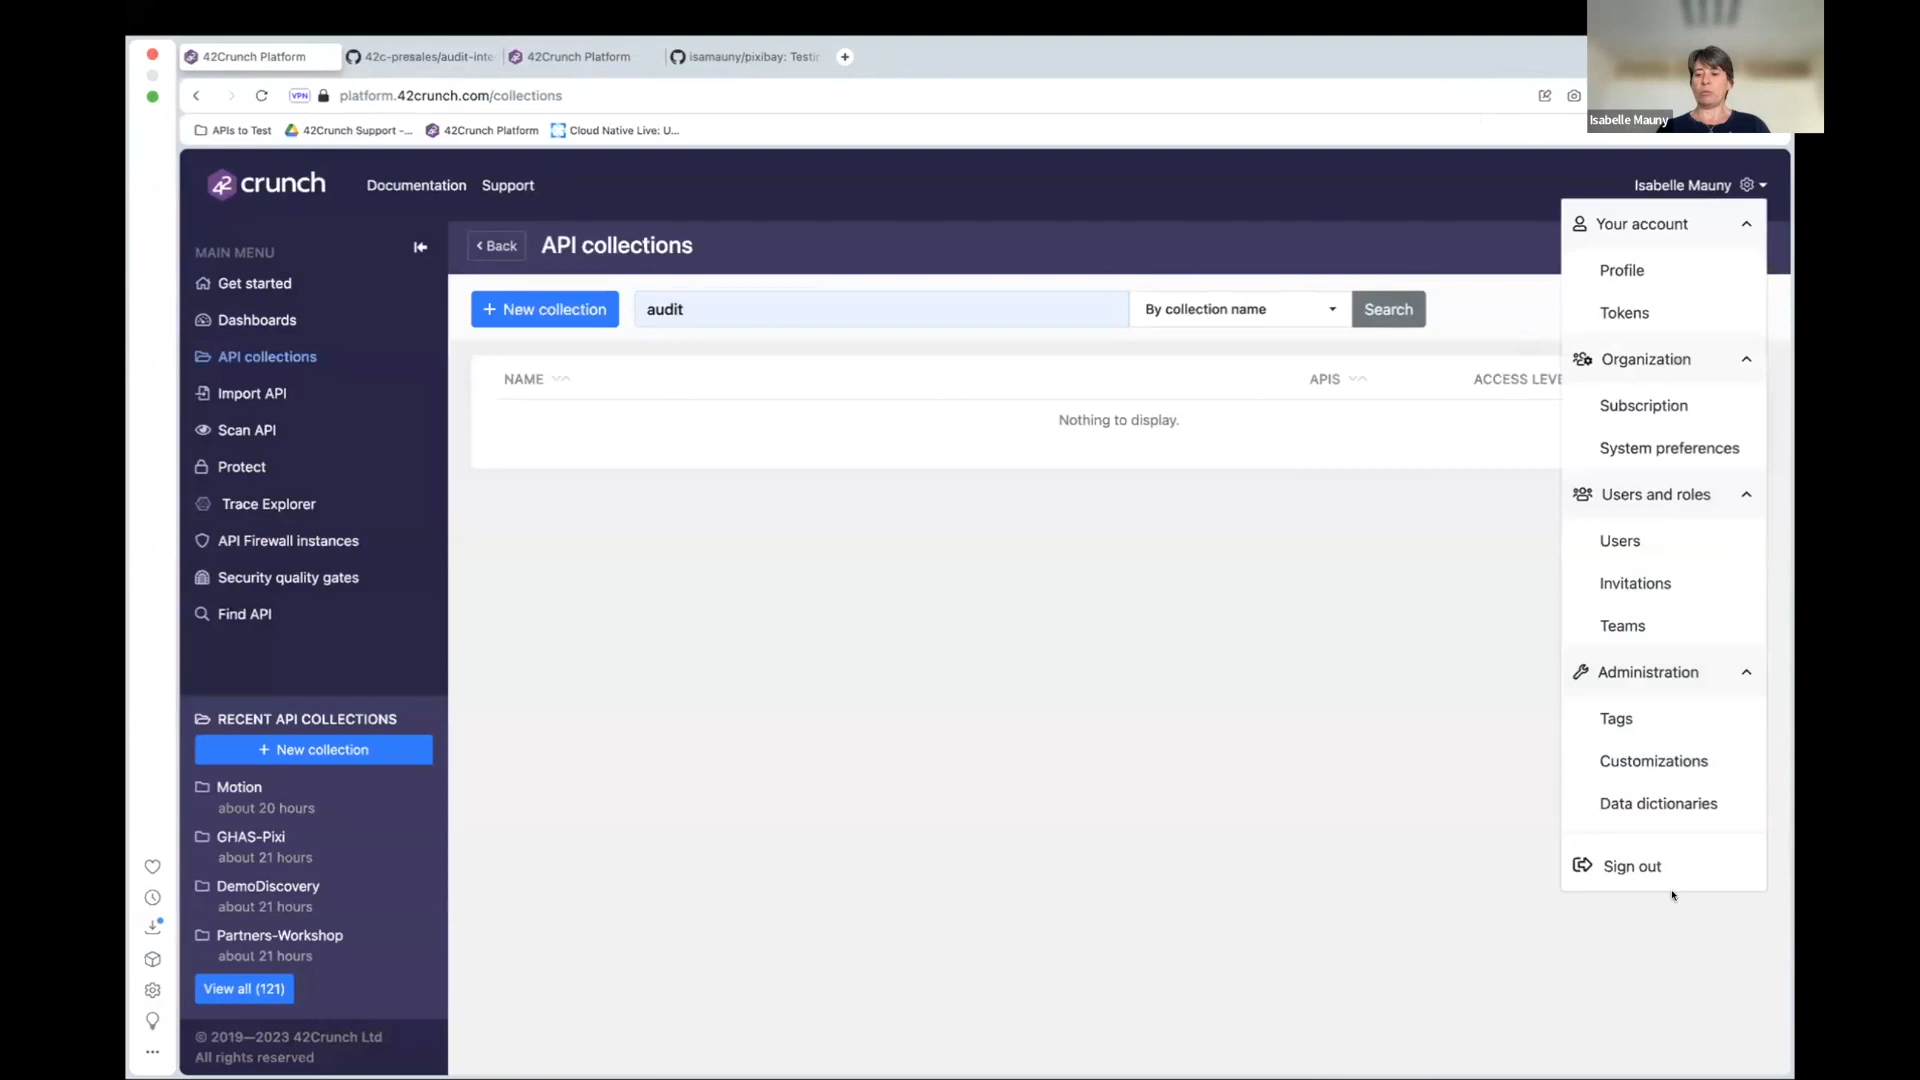 42Crunch Platform
42c-presales/audit-inte
42Crunch Platform
isamauny/pixibay: Testin
VPN
platform.42crunch.com/collections
Isabelle Mauny
APIs to Test
42Crunch Support -...
42Crunch Platform
Cloud Native Live: U...
42 crunch
Documentation
Support
Isabelle Mauny
MAIN MENU
Get started
Dashboards
API collections
Import API
Scan API
Protect
Trace Explorer
API Firewall instances
Security quality gates
Find API
RECENT API COLLECTIONS
+ New collection
Motion
about 20 hours
GHAS-Pixi
about 21 hours
DemoDiscovery
about 21 hours
Partners-Workshop
about 21 hours
View all (121)
© 2019—2023 42Crunch Ltd
All rights reserved
Back
API collections
+ New collection
audit
By collection name
Search
NAME
APIS
ACCESS LEVE
Nothing to display.
Your account
Profile
Tokens
Organization
Subscription
System preferences
Users and roles
Users
Invitations
Teams
Administration
Tags
Customizations
Data dictionaries
Sign out